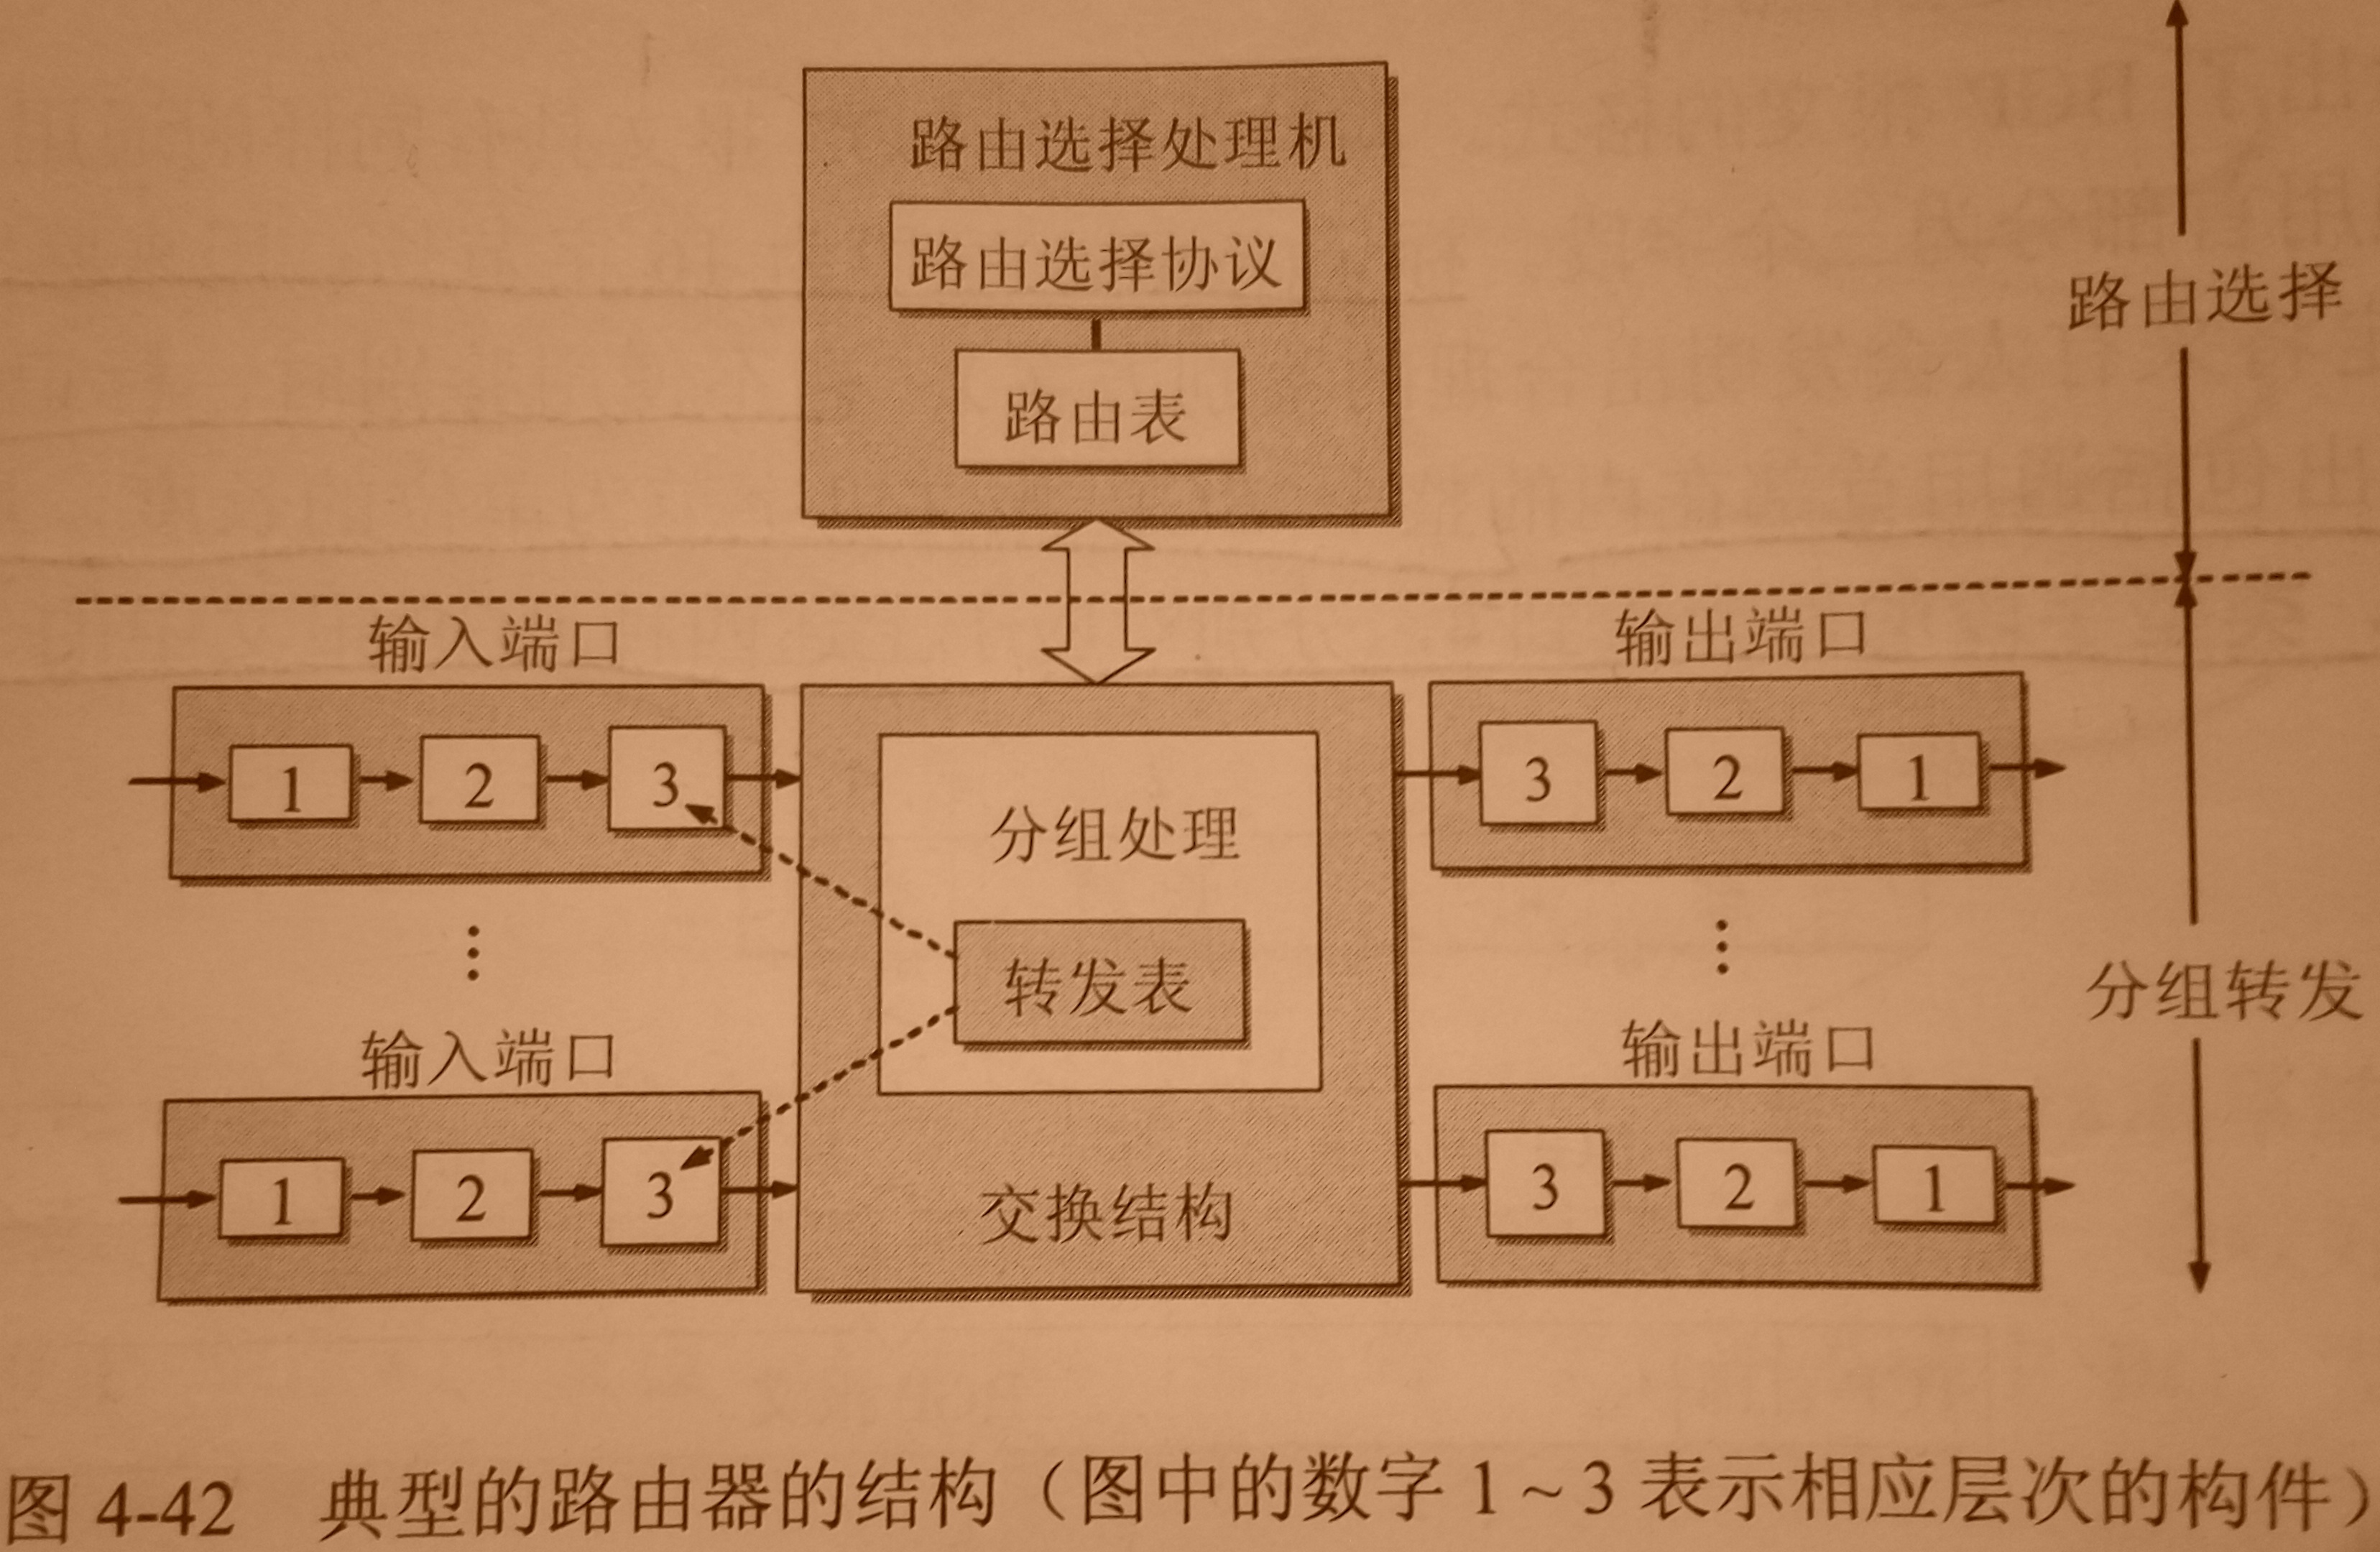 路由选择处理机
路由选择协议
路由选择
路由表
输入端口
输出端口
1
2
3
3
2
1
分组处理
转发表
分组转发
输入端口
输出端口
1
2
3
3
2
1
交换结构
图 4-42 典型的路由器的结构（图中的数字 1 ~ 3 表示相应层次的构件）